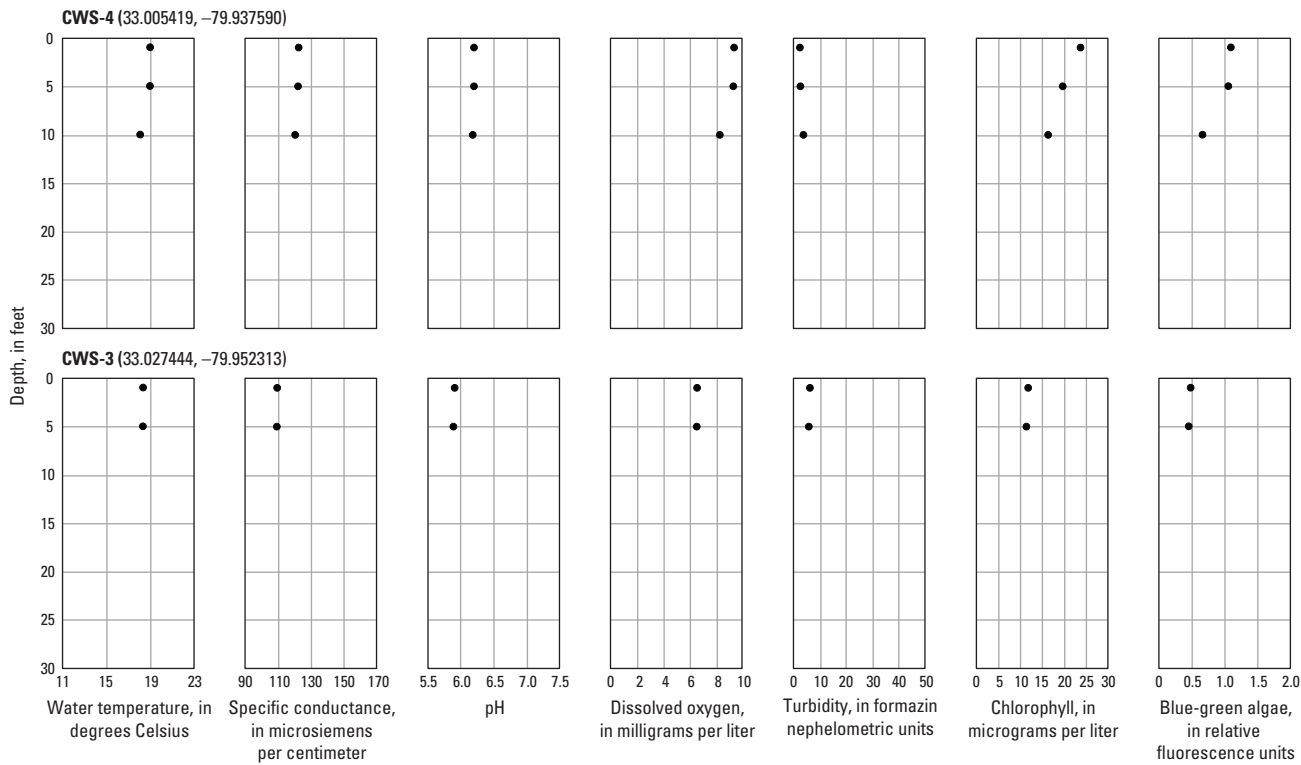 CWS-4 (33.005419, –79.937590)
0
5
10
15
20
25
30
Depth, in feet
CWS-3 (33.027444, –79.952313)
0
5
10
15
20
25
30
11 15 19 23
90 110 130 150 170
5.5 6.0 6.5 7.0 7.5
0 2 4 6 8 10
0 10 20 30 40 50
0 5 10 15 20 25 30
0 0.5 1.0 1.5 2.0
Water temperature, in
degrees Celsius
Specific conductance,
in microsiemens
per centimeter
pH
Dissolved oxygen,
in milligrams per liter
Turbidity, in formazin
nephelometric units
Chlorophyll, in
micrograms per liter
Blue-green algae,
in relative
fluorescence units